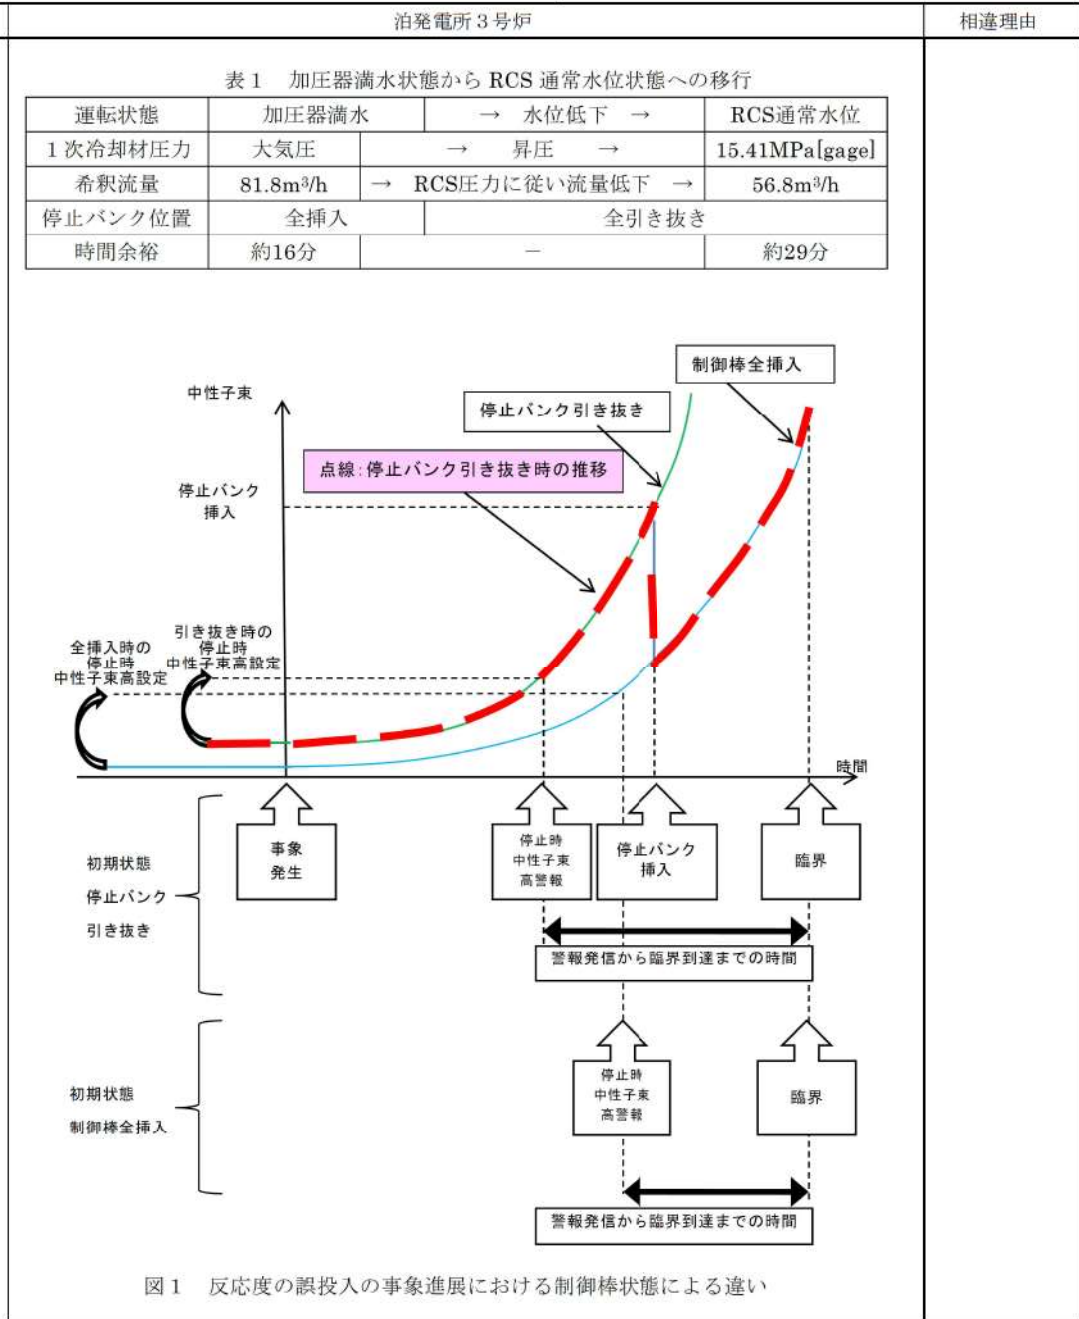 泊発電所３号炉
相違理由
表１　加圧器満水状態から RCS 通常水位状態への移行
運転状態　加圧器満水　→　水位低下　→　RCS通常水位
１次冷却材圧力　大気圧　→　昇圧　→　15.41MPa[gage]
希釈流量　81.8m³/h　→　RCS圧力に従い流量低下　→　56.8m³/h
停止バンク位置　全挿入　全引き抜き
時間余裕　約16分　－　約29分
制御棒全挿入
中性子束
停止バンク引き抜き
点線:停止バンク引き抜き時の推移
停止バンク
挿入
引き抜き時の
停止時
中性子束高設定
全挿入時の
停止時
中性子束高設定
時間
初期状態
停止バンク
引き抜き
事象
発生
停止時
中性子束
高警報
停止バンク
挿入
臨界
警報発信から臨界到達までの時間
初期状態
制御棒全挿入
停止時
中性子束
高警報
臨界
警報発信から臨界到達までの時間
図１　反応度の誤投入の事象進展における制御棒状態による違い